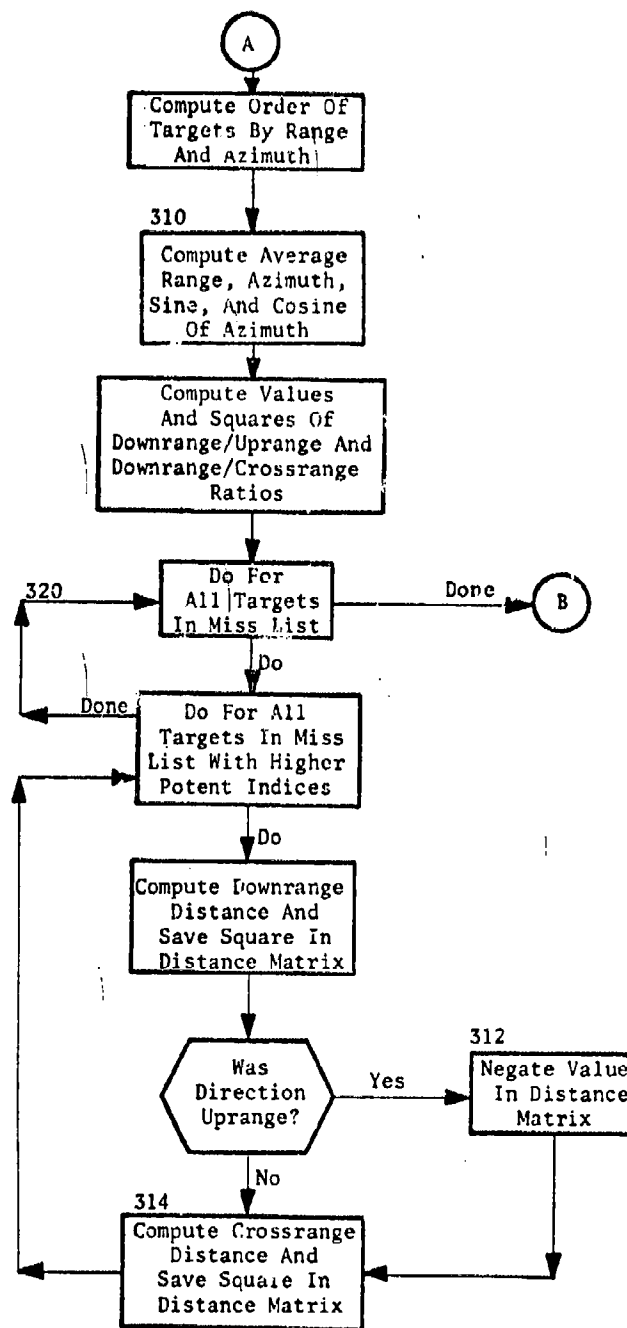 A
Compute Order Of
Targets By Range
And Azimuth
310
Compute Average
Range, Azimuth,
Sine, And Cosine
Of Azimuth
Compute Values
And Squares Of
Downrange/Uprange And
Downrange/Crossrange
Ratios
320
Do For
All Targets
In Miss List
Done
B
Do
Done
Do For All
Targets In Miss
List With Higher
Potent Indices
Do
Compute Downrange
Distance And
Save Square In
Distance Matrix
Was
Direction
Uprange?
Yes
312
Negate Value
In Distance
Matrix
No
314
Compute Crossrange
Distance And
Save Square In
Distance Matrix